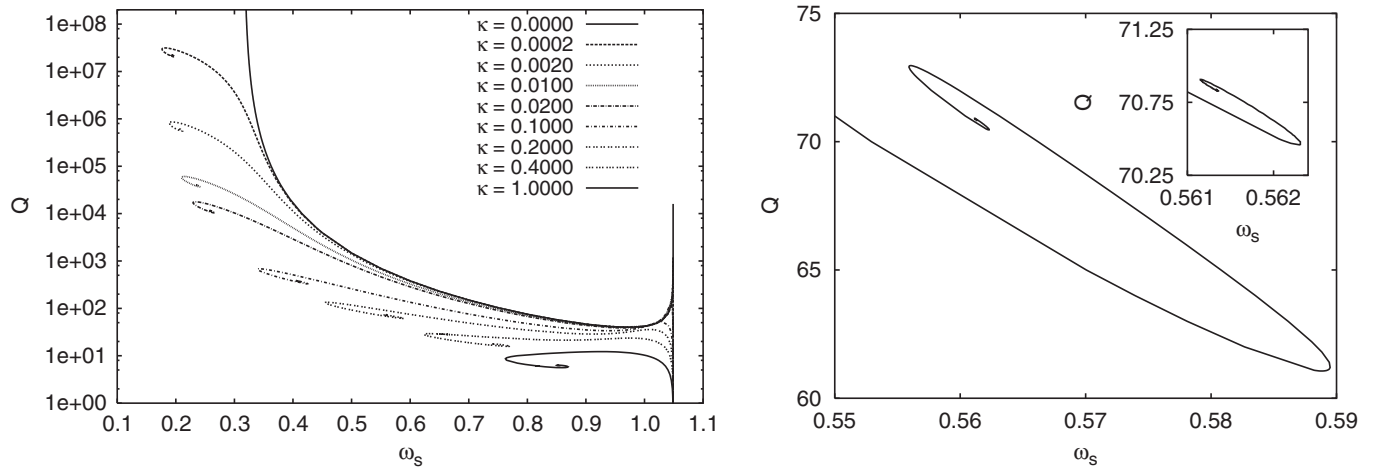 1e+08
1e+07
1e+06
1e+05
1e+04
1e+03
1e+02
1e+01
1e+00
Q
0.1 0.2 0.3 0.4 0.5 0.6 0.7 0.8 0.9 1.0 1.1
ωs
κ = 0.0000
κ = 0.0002
κ = 0.0020
κ = 0.0100
κ = 0.0200
κ = 0.1000
κ = 0.2000
κ = 0.4000
κ = 1.0000
75
70
65
60
Q
0.55 0.56 0.57 0.58 0.59
ωs
71.25
70.75
70.25
Q
0.561 0.562
ωs